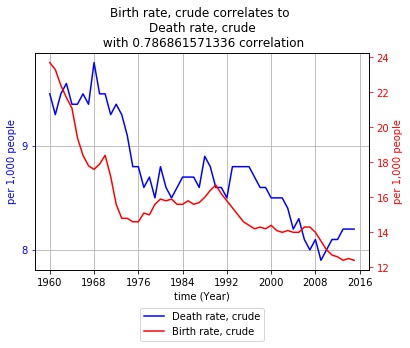 Birth rate, crude correlates to
Death rate, crude
with 0.786861571336 correlation
per 1,000 people
9
8
24
22
20
18
16
14
12
per 1,000 people
1960 1968 1976 1984 1992 2000 2008 2016
time (Year)
Death rate, crude
Birth rate, crude